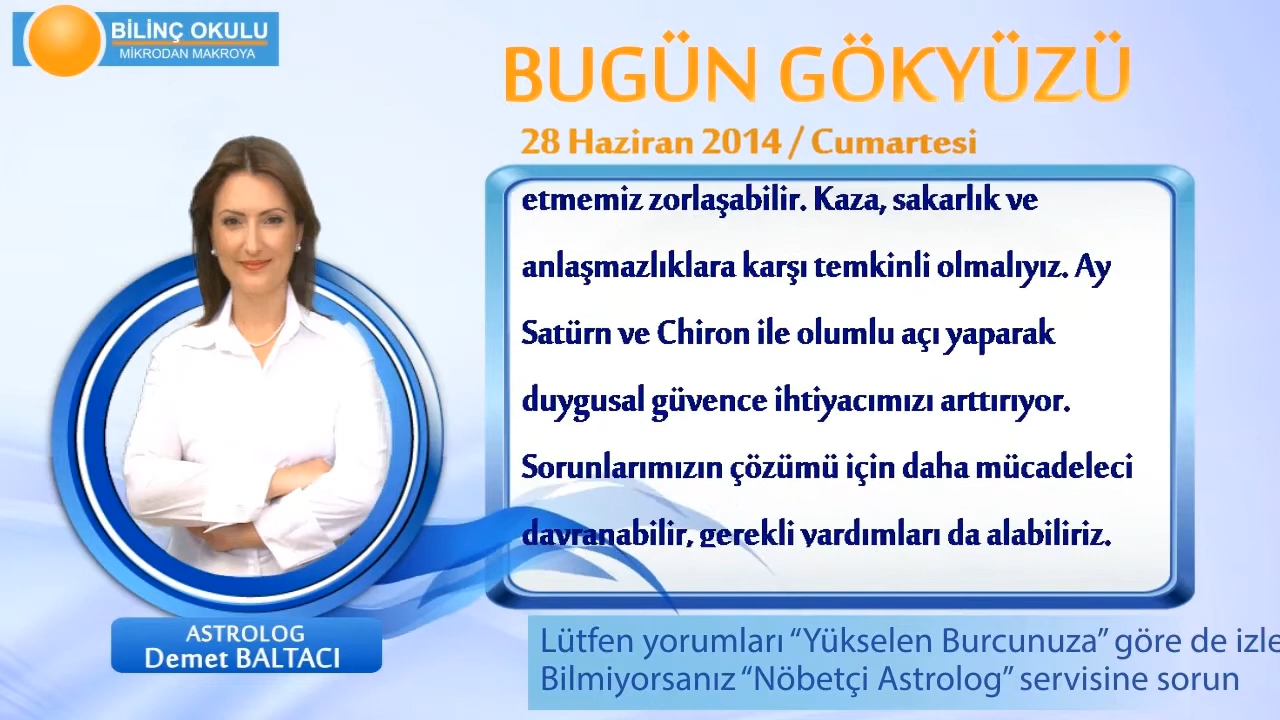 BİLİNÇ OKULU
MİKRODAN MAKROYA
BUGÜN GÖKYÜZÜ
28 Haziran 2014 / Cumartesi
etmemiz zorlaşabilir. Kaza, sakarlık ve
anlaşmazlıklara karşı temkinli olmalıyız. Ay
Satürn ve Chiron ile olumlu açı yaparak
duygusal güvence ihtiyacımızı arttırıyor.
Sorunlarımızın çözümü için daha mücadeleci
davranabilir, gerekli yardımları da alabiliriz.
ASTROLOG
Demet BALTACI
Lütfen yorumları “Yükselen Burcunuza” göre de izle
Bilmiyorsanız “Nöbetçi Astrolog” servisine sorun